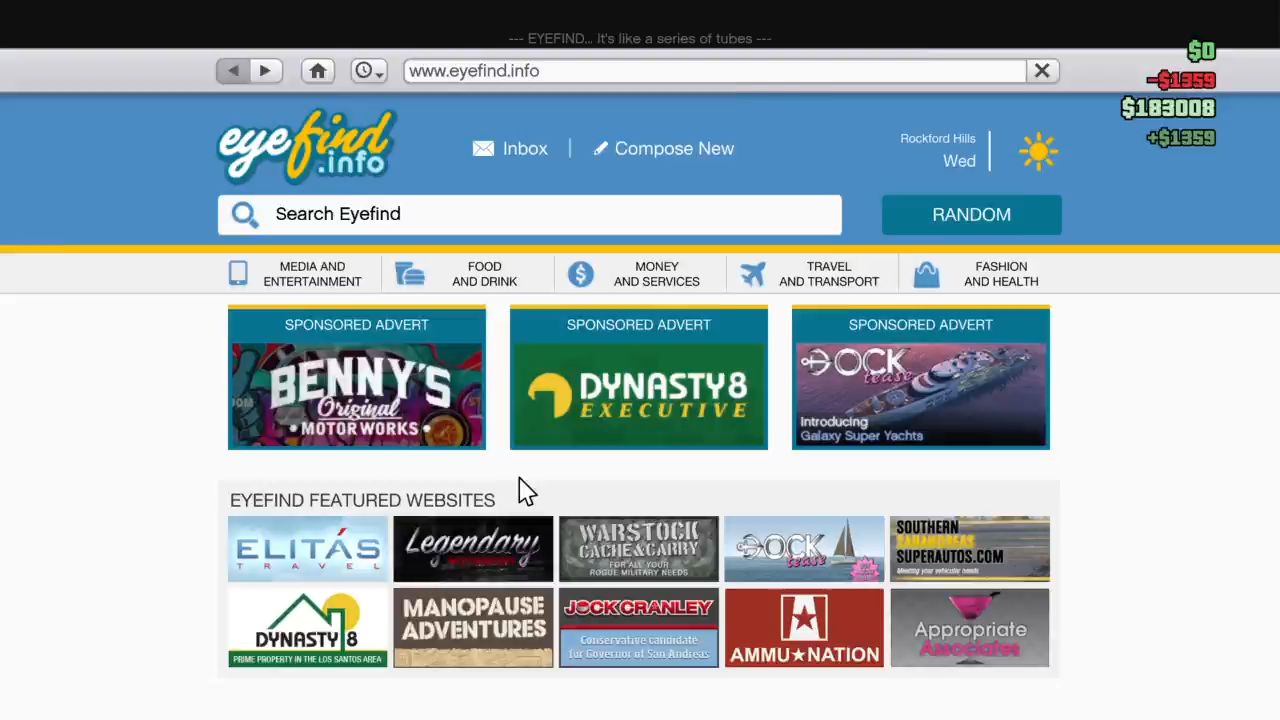 --- EYEFIND... It's like a series of tubes ---
$0
www.eyefind.info
-$1359
$183008
+$1359
eyefind
.info
Inbox
Compose New
Rockford Hills
Wed
Search Eyefind
RANDOM
MEDIA AND
ENTERTAINMENT
FOOD
AND DRINK
MONEY
AND SERVICES
TRAVEL
AND TRANSPORT
FASHION
AND HEALTH
SPONSORED ADVERT
BENNY'S
Original
•MOTORWORKS•
SPONSORED ADVERT
DYNASTY8
EXECUTIVE
SPONSORED ADVERT
DOCK
tease
Introducing
Galaxy Super Yachts
EYEFIND FEATURED WEBSITES
ELITÁS
TRAVEL
Legendary
WARSTOCK
CACHE&CARRY
FOR ALL YOUR
ROGUE MILITARY NEEDS
DOCK
tease
SOUTHERN
SANANDREAS
SUPERAUTOS.COM
Meeting your vehicular needs
DYNASTY 8
PRIME PROPERTY IN THE LOS SANTOS AREA
MANOPAUSE
ADVENTURES
JOCK CRANLEY
Conservative candidate
for Governor of San Andreas
AMMU★NATION
Appropriate
Associates